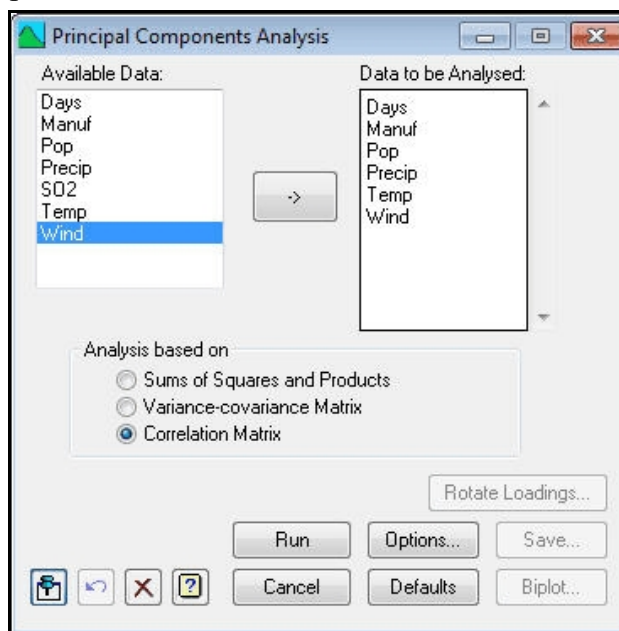 Principal Components Analysis
Available Data:
Days
Manuf
Pop
Precip
SO2
Temp
Wind
->
Data to be Analysed:
Days
Manuf
Pop
Precip
Temp
Wind
Analysis based on
Sums of Squares and Products
Variance-covariance Matrix
Correlation Matrix
Rotate Loadings...
Run
Options...
Save...
Cancel
Defaults
Biplot...